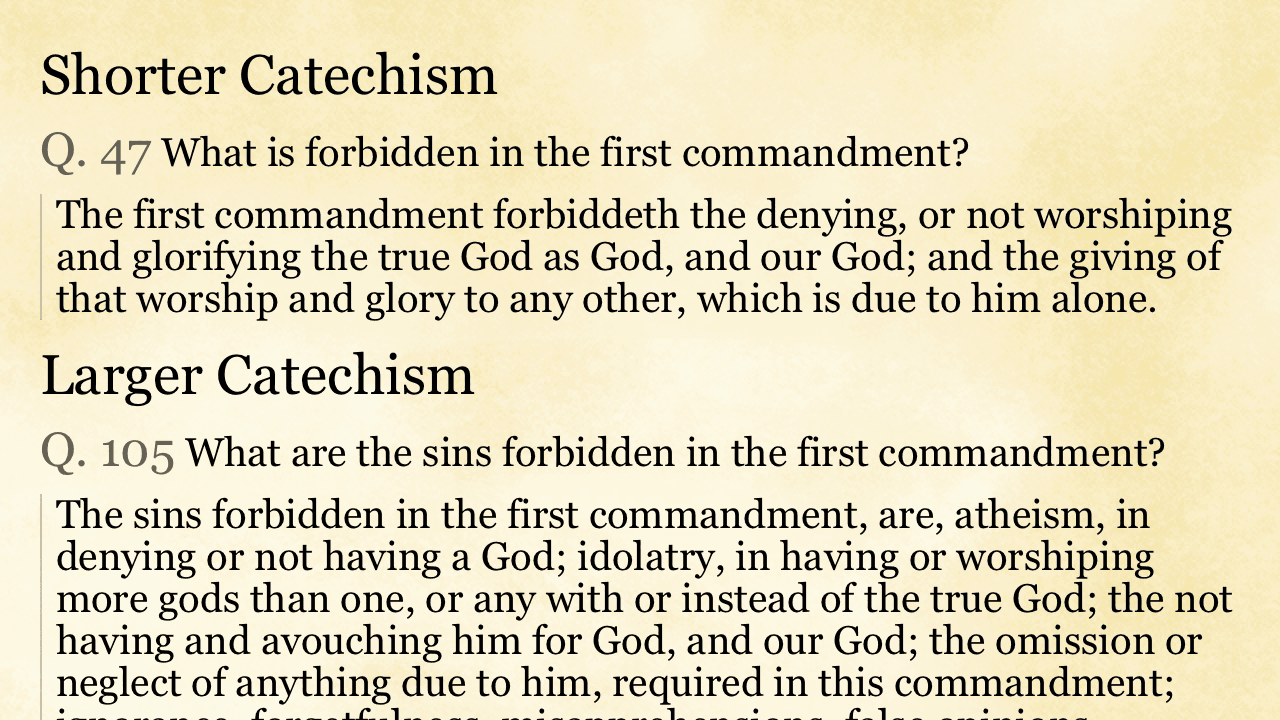 Shorter Catechism
Q. 47 What is forbidden in the first commandment?
The first commandment forbiddeth the denying, or not worshiping
and glorifying the true God as God, and our God; and the giving of
that worship and glory to any other, which is due to him alone.
Larger Catechism
Q. 105 What are the sins forbidden in the first commandment?
The sins forbidden in the first commandment, are, atheism, in
denying or not having a God; idolatry, in having or worshiping
more gods than one, or any with or instead of the true God; the not
having and avouching him for God, and our God; the omission or
neglect of anything due to him, required in this commandment;
ignorance, forgetfulness, misapprehensions, false opinions,